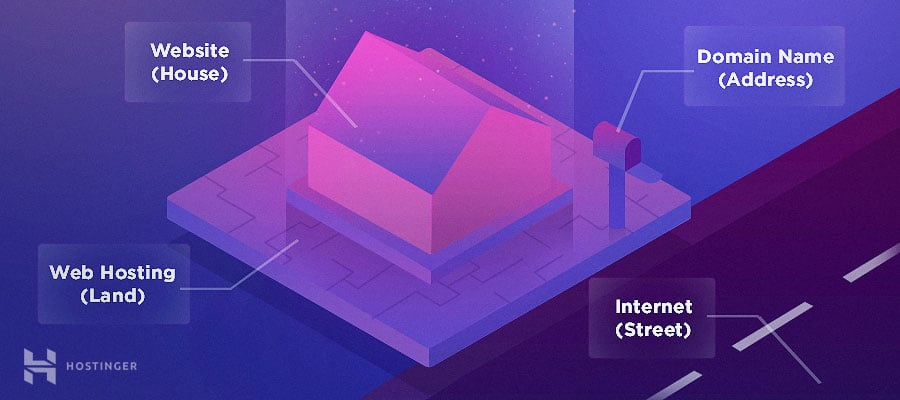 Website
(House)
Domain Name
(Address)
Web Hosting
(Land)
Internet
(Street)
HOSTINGER